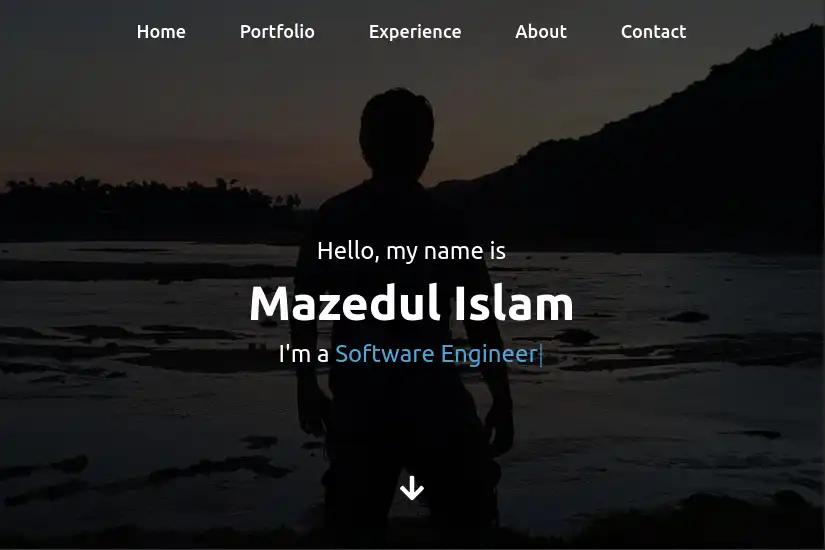 Home Portfolio Experience About Contact
Hello, my name is
Mazedul Islam
I'm a Software Engineer|